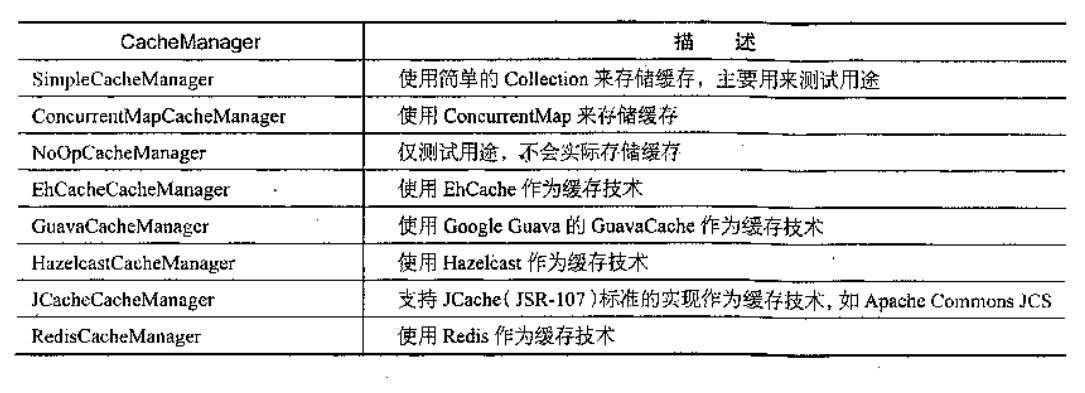 CacheManager 描 述
SimpleCacheManager 使用简单的 Collection 来存储缓存，主要用来测试用途
ConcurrentMapCacheManager 使用 ConcurrentMap 来存储缓存
NoOpCacheManager 仅测试用途，不会实际存储缓存
EhCacheCacheManager 使用 EhCache 作为缓存技术
GuavaCacheManager 使用 Google Guava 的 GuavaCache 作为缓存技术
HazelcastCacheManager 使用 Hazelcast 作为缓存技术
JCacheCacheManager 支持 JCache（JSR-107）标准的实现作为缓存技术，如 Apache Commons JCS
RedisCacheManager 使用 Redis 作为缓存技术